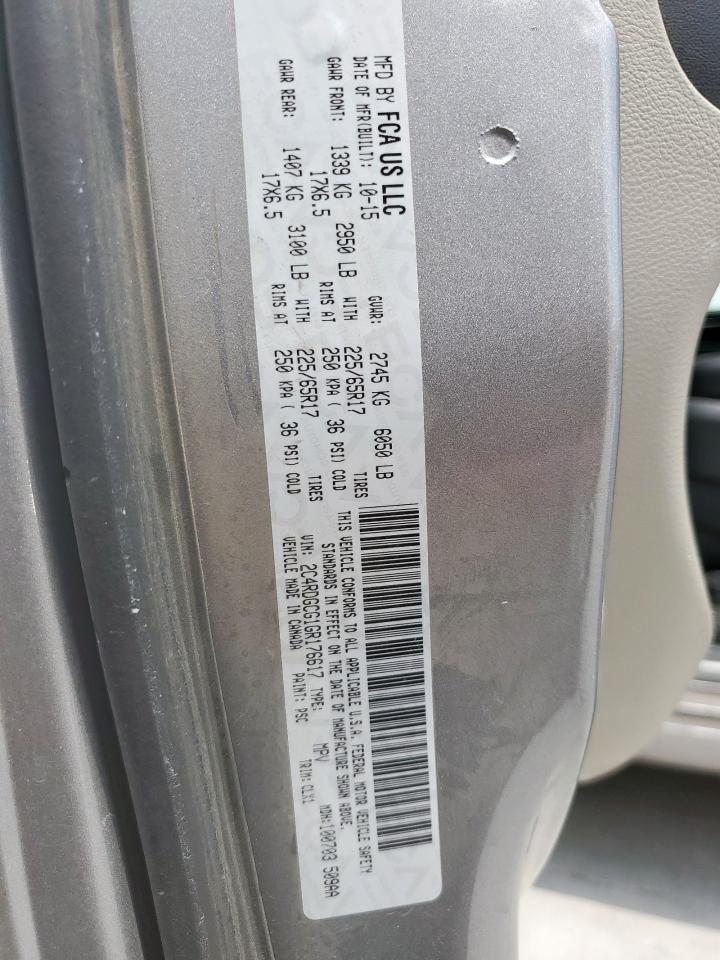 MFD BY FCA US LLC
DATE OF MFR(BUILT): 10-15 GVWR: 2745 KG 6050 LB
GAWR FRONT: 1339 KG 2950 LB WITH 225/65R17 TIRES
17X6.5 RIMS AT 250 KPA ( 36 PSI) COLD
GAWR REAR: 1407 KG 3100 LB WITH 225/65R17 TIRES
17X6.5 RIMS AT 250 KPA ( 36 PSI) COLD
THIS VEHICLE CONFORMS TO ALL APPLICABLE U.S.A. FEDERAL MOTOR VEHICLE SAFETY
STANDARDS IN EFFECT ON THE DATE OF MANUFACTURE SHOWN ABOVE.
VIN: 2C4RDGCG1GR176617 TYPE: MPV MDH:100703 509AA
VEHICLE MADE IN CANADA PAINT: PSC TRIM: CLX1